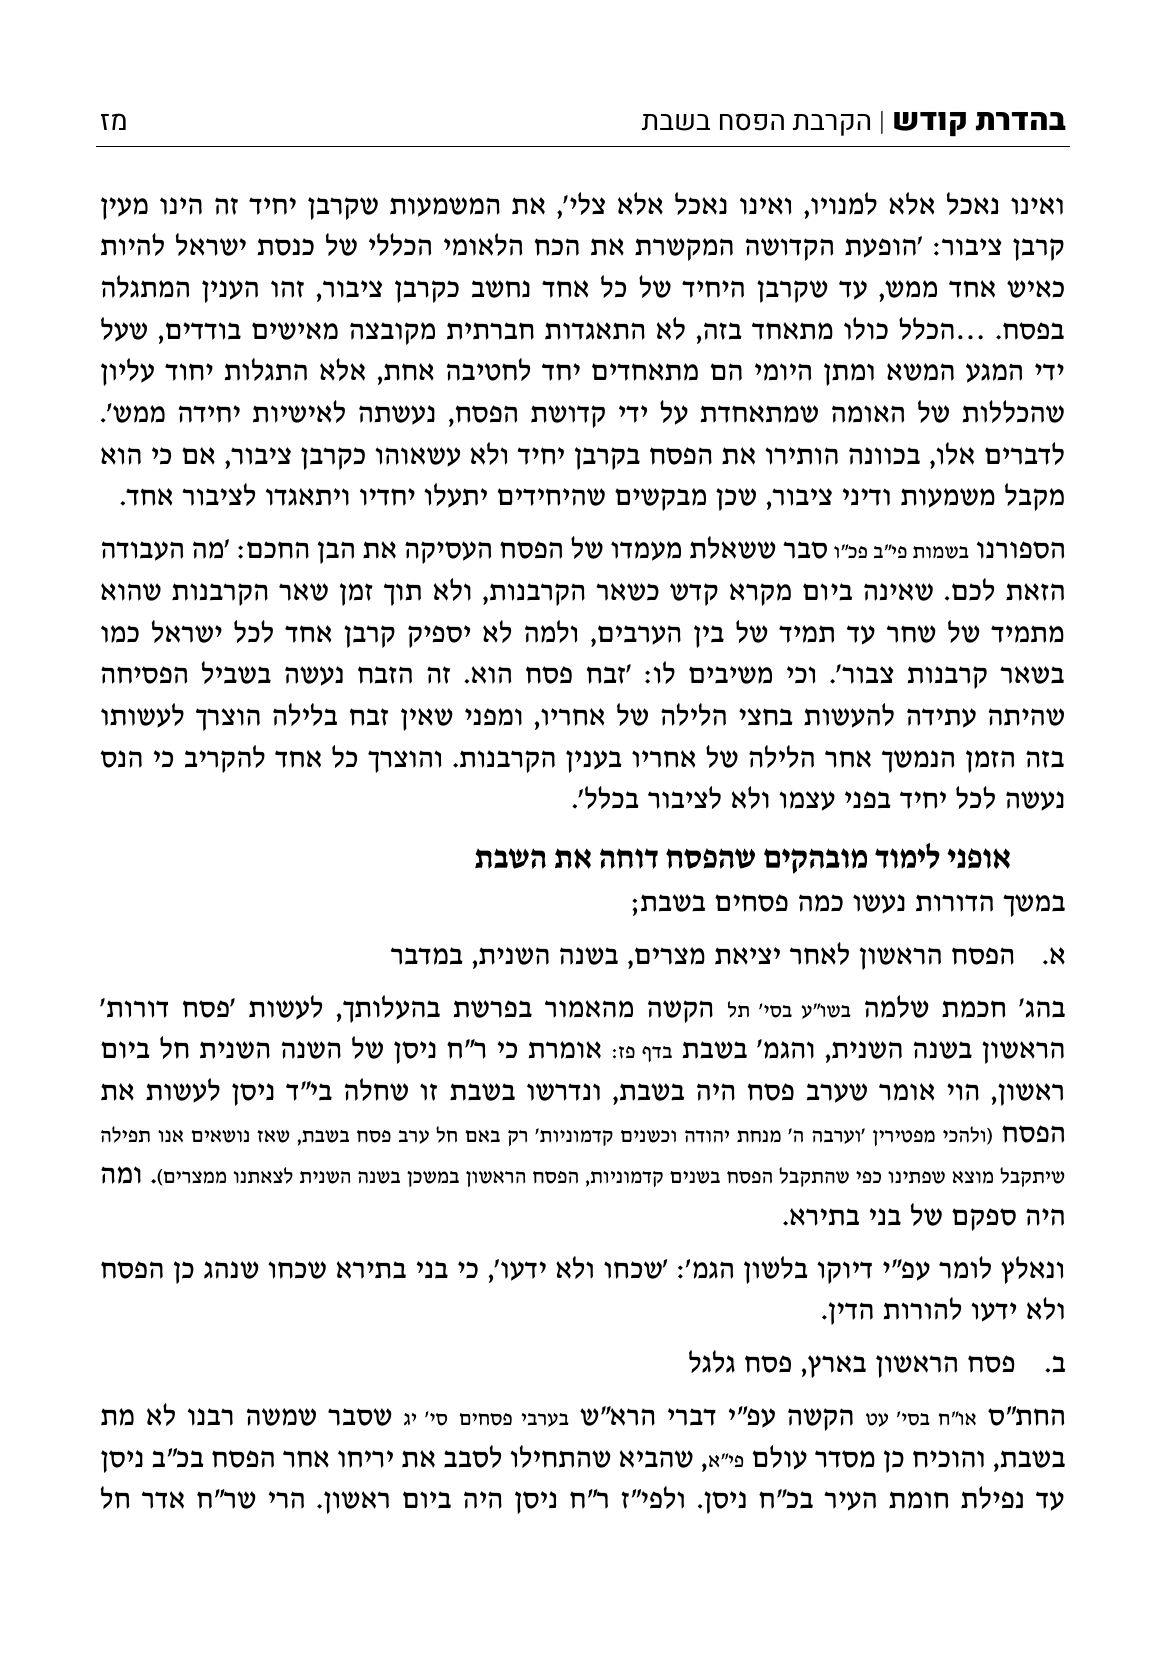 בהדרת קודש | הקרבת הפסח בשבת מז
ואינו נאכל אלא למנויו, ואינו נאכל אלא צלי', את המשמעות שקרבן יחיד זה הינו מעין
קרבן ציבור: 'הופעת הקדושה המקשרת את הכח הלאומי הכללי של כנסת ישראל להיות
כאיש אחד ממש, עד שקרבן היחיד של כל אחד נחשב כקרבן ציבור, זהו הענין המתגלה
בפסח. ...הכלל כולו מתאחד בזה, לא התאגדות חברתית מקובצה מאישים בודדים, שעל
ידי המגע המשא ומתן היומי הם מתאחדים יחד לחטיבה אחת, אלא התגלות יחוד עליון
שהכללות של האומה שמתאחדת על ידי קדושת הפסח, נעשתה לאישיות יחידה ממש'.
לדברים אלו, בכוונה הותירו את הפסח בקרבן יחיד ולא עשאוהו כקרבן ציבור, אם כי הוא
מקבל משמעות ודיני ציבור, שכן מבקשים שהיחידים יתעלו יחדיו ויתאגדו לציבור אחד.
הספורנו בשמות פי"ב פכ"ו סבר ששאלת מעמדו של הפסח העסיקה את הבן החכם: 'מה העבודה
הזאת לכם. שאינה ביום מקרא קדש כשאר הקרבנות, ולא תוך זמן שאר הקרבנות שהוא
מתמיד של שחר עד תמיד של בין הערבים, ולמה לא יספיק קרבן אחד לכל ישראל כמו
בשאר קרבנות צבור'. וכי משיבים לו: 'זבח פסח הוא. זה הזבח נעשה בשביל הפסיחה
שהיתה עתידה להעשות בחצי הלילה של אחריו, ומפני שאין זבח בלילה הוצרך לעשותו
בזה הזמן הנמשך אחר הלילה של אחריו בענין הקרבנות. והוצרך כל אחד להקריב כי הנס
נעשה לכל יחיד בפני עצמו ולא לציבור בכלל'.
אופני לימוד מובהקים שהפסח דוחה את השבת
במשך הדורות נעשו כמה פסחים בשבת;
א. הפסח הראשון לאחר יציאת מצרים, בשנה השנית, במדבר
בהג' חכמת שלמה בשו"ע בסי' תל הקשה מהאמור בפרשת בהעלותך, לעשות 'פסח דורות'
הראשון בשנה השנית, והגמ' בשבת בדף פז: אומרת כי ר"ח ניסן של השנה השנית חל ביום
ראשון, הוי אומר שערב פסח היה בשבת, ונדרשו בשבת זו שחלה בי"ד ניסן לעשות את
הפסח (ולהכי מפטירין 'וערבה ה' מנחת יהודה וכשנים קדמוניות' רק באם חל ערב פסח בשבת, שאז נושאים אנו תפילה
שיתקבל מוצא שפתינו כפי שהתקבל הפסח בשנים קדמוניות, הפסח הראשון במשכן בשנה השנית לצאתנו ממצרים). ומה
היה ספקם של בני בתירא.
ונאלץ לומר עפ"י דיוקו בלשון הגמ': 'שכחו ולא ידעו', כי בני בתירא שכחו שנהג כן הפסח
ולא ידעו להורות הדין.
ב. פסח הראשון בארץ, פסח גלגל
החת"ס או"ח בסי' עט הקשה עפ"י דברי הרא"ש בערבי פסחים סי' יג שסבר שמשה רבנו לא מת
בשבת, והוכיח כן מסדר עולם פי"א, שהביא שהתחילו לסבב את יריחו אחר הפסח בכ"ב ניסן
עד נפילת חומת העיר בכ"ח ניסן. ולפי"ז ר"ח ניסן היה ביום ראשון. הרי שר"ח אדר חל